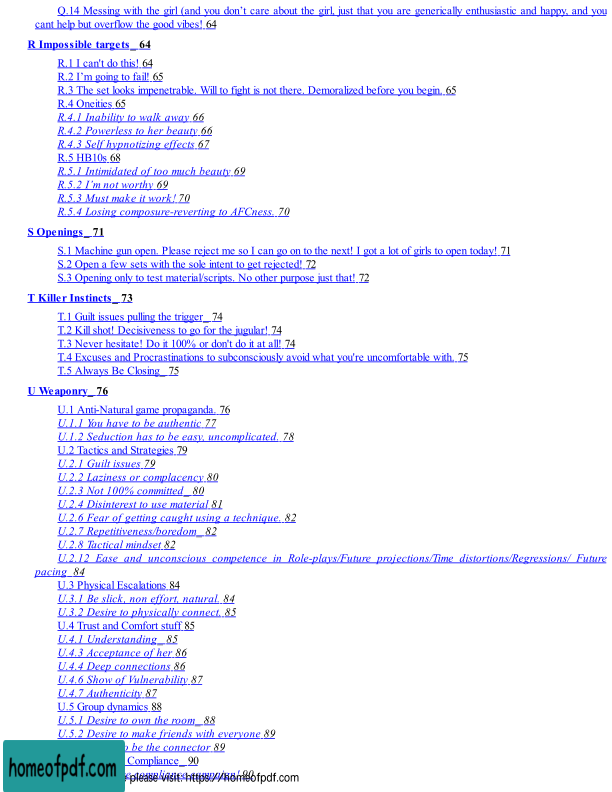 Q.14 Messing with the girl (and you don't care about the girl, just that you are generically enthusiastic and happy, and you
cant help but overflow the good vibes! 64
R Impossible targets_ 64
R.1 I can't do this! 64
R.2 I'm going to fail! 65
R.3 The set looks impenetrable. Will to fight is not there. Demoralized before you begin. 65
R.4 Oneities 65
R.4.1 Inability to walk away 66
R.4.2 Powerless to her beauty 66
R.4.3 Self hypnotizing effects 67
R.5 HB10s 68
R.5.1 Intimidated of too much beauty 69
R.5.2 I'm not worthy 69
R.5.3 Must make it work! 70
R.5.4 Losing composure-reverting to AFCness. 70
S Openings_ 71
S.1 Machine gun open. Please reject me so I can go on to the next! I got a lot of girls to open today! 71
S.2 Open a few sets with the sole intent to get rejected! 72
S.3 Opening only to test material/scripts. No other purpose just that! 72
T Killer Instincts_ 73
T.1 Guilt issues pulling the trigger_ 74
T.2 Kill shot! Decisiveness to go for the jugular! 74
T.3 Never hesitate! Do it 100% or don't do it at all! 74
T.4 Excuses and Procrastinations to subconsciously avoid what you're uncomfortable with. 75
T.5 Always Be Closing_ 75
U Weaponry_ 76
U.1 Anti-Natural game propaganda. 76
U.1.1 You have to be authentic 77
U.1.2 Seduction has to be easy, uncomplicated. 78
U.2 Tactics and Strategies 79
U.2.1 Guilt issues 79
U.2.2 Laziness or complacency 80
U.2.3 Not 100% committed_ 80
U.2.4 Disinterest to use material 81
U.2.6 Fear of getting caught using a technique. 82
U.2.7 Repetitiveness/boredom_ 82
U.2.8 Tactical mindset 82
U.2.12 Ease and unconscious competence in Role-plays/Future projections/Time distortions/Regressions/ Future
pacing_ 84
U.3 Physical Escalations 84
U.3.1 Be slick, non effort, natural. 84
U.3.2 Desire to physically connect. 85
U.4 Trust and Comfort stuff 85
U.4.1 Understanding_ 85
U.4.3 Acceptance of her 86
U.4.4 Deep connections 86
U.4.6 Show of Vulnerability 87
U.4.7 Authenticity 87
U.5 Group dynamics 88
U.5.1 Desire to own the room_ 88
U.5.2 Desire to make friends with everyone 89
to be the connector 89
Compliance_ 90
homeofpdf.com
please visit: https://homeofpdf.com